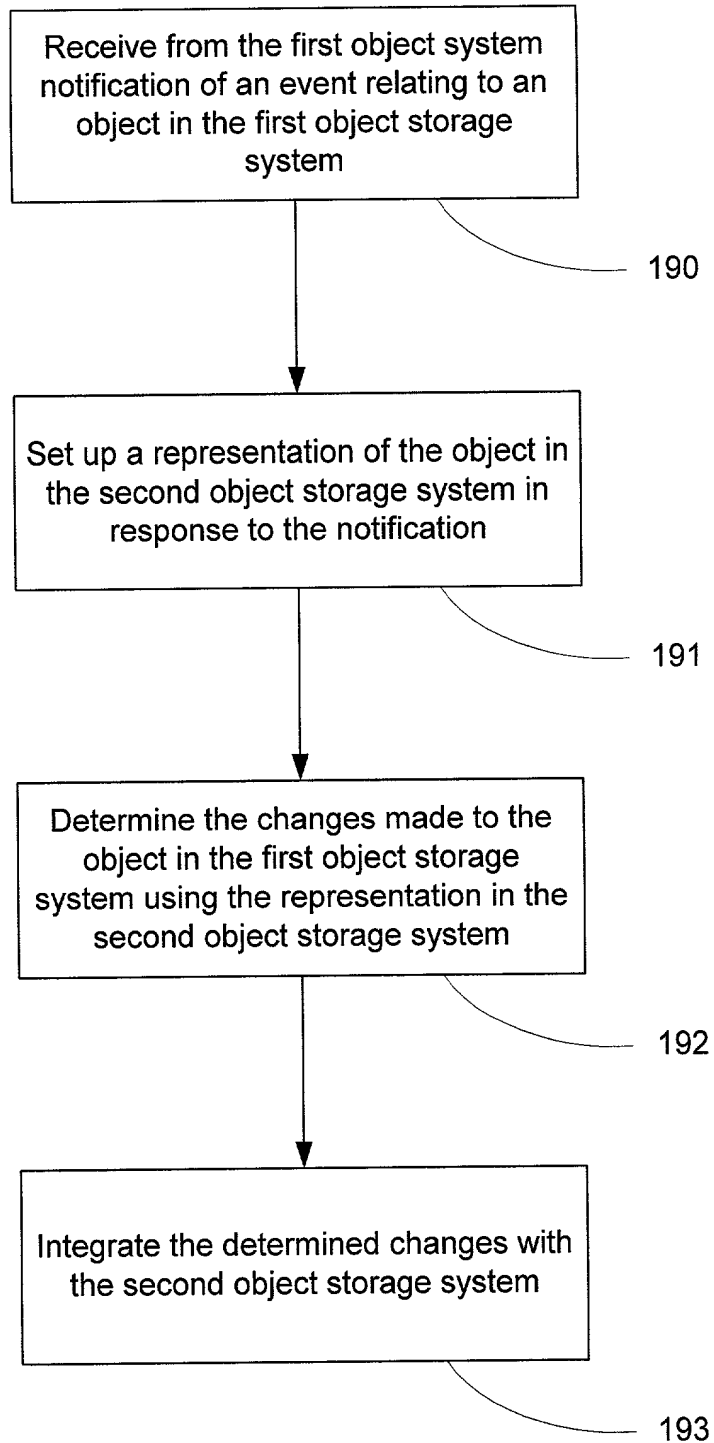 Receive from the first object system
notification of an event relating to an
object in the first object storage
system
190
Set up a representation of the object in
the second object storage system in
response to the notification
191
Determine the changes made to the
object in the first object storage
system using the representation in the
second object storage system
192
Integrate the determined changes with
the second object storage system
193